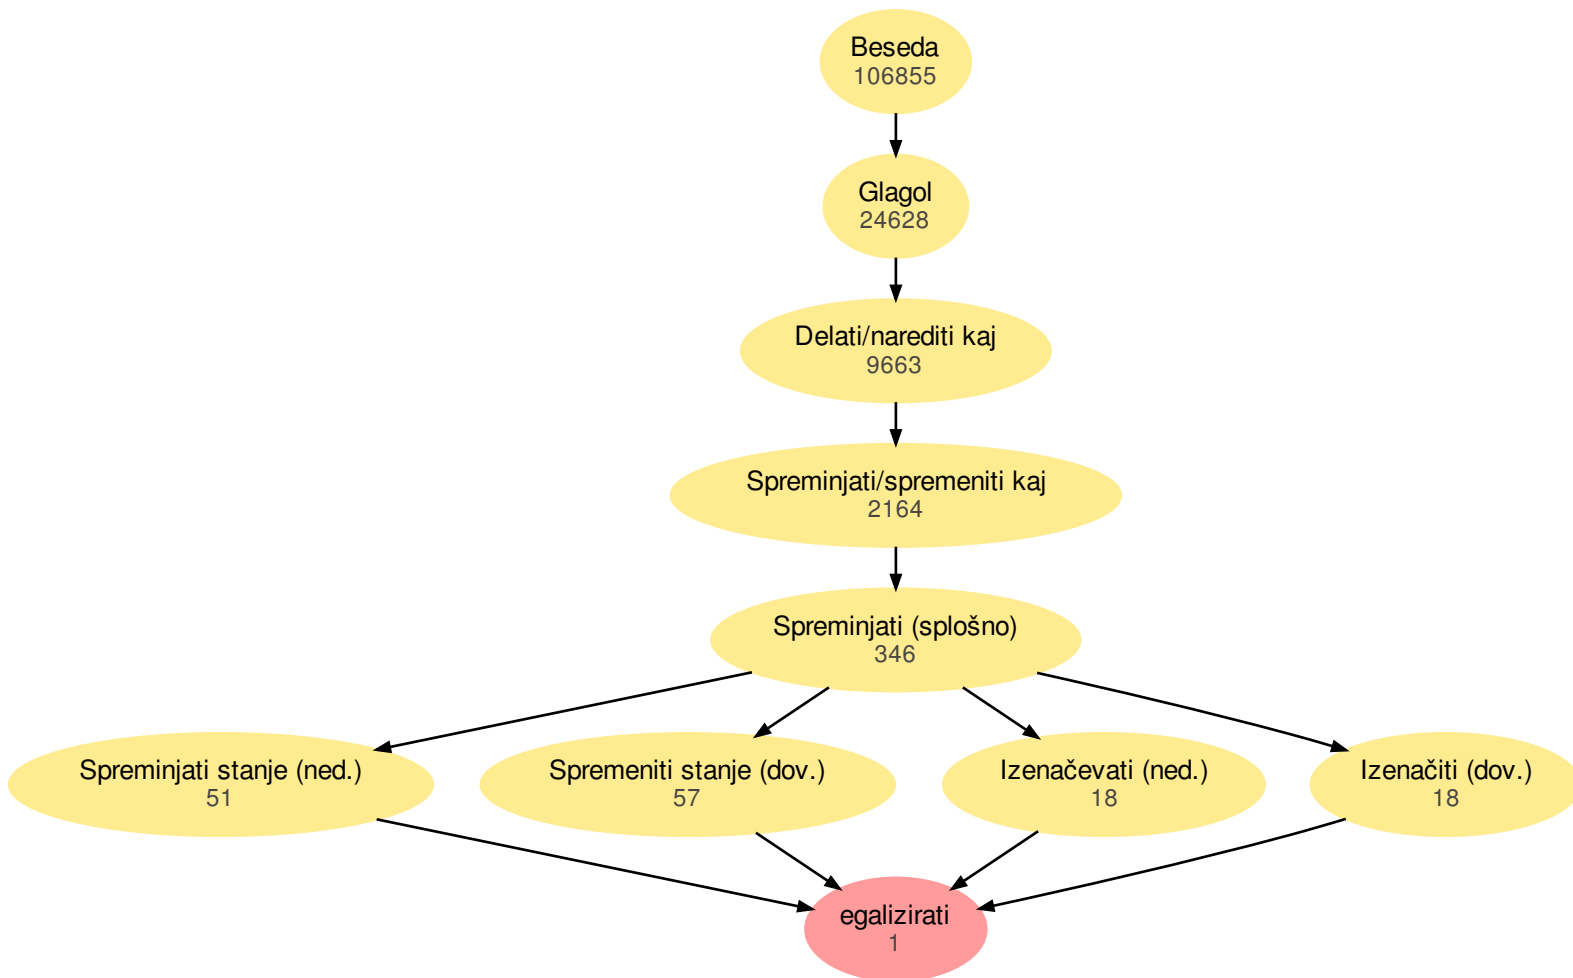 Beseda
106855
Glagol
24628
Delati/narediti kaj
9663
Spreminjati/spremeniti kaj
2164
Spreminjati (splošno)
346
Spreminjati stanje (ned.)
51
Spremeniti stanje (dov.)
57
Izenačevati (ned.)
18
Izenačiti (dov.)
18
egalizirati
1